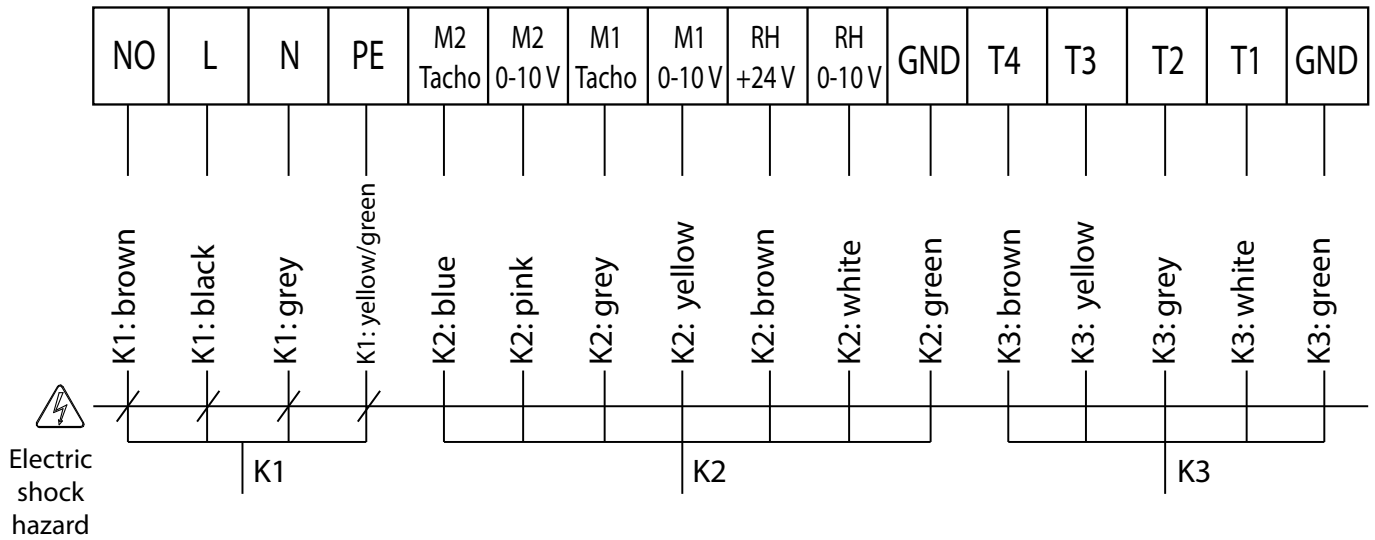 NO L N PE M2 Tacho M2 0-10 V M1 Tacho M1 0-10 V RH +24 V RH 0-10 V GND T4 T3 T2 T1 GND
K1: brown
K1: black
K1: grey
K1: yellow/green
K2: blue
K2: pink
K2: grey
K2: yellow
K2: brown
K2: white
K2: green
K3: brown
K3: yellow
K3: grey
K3: white
K3: green
Electric
shock
hazard
K1
K2
K3